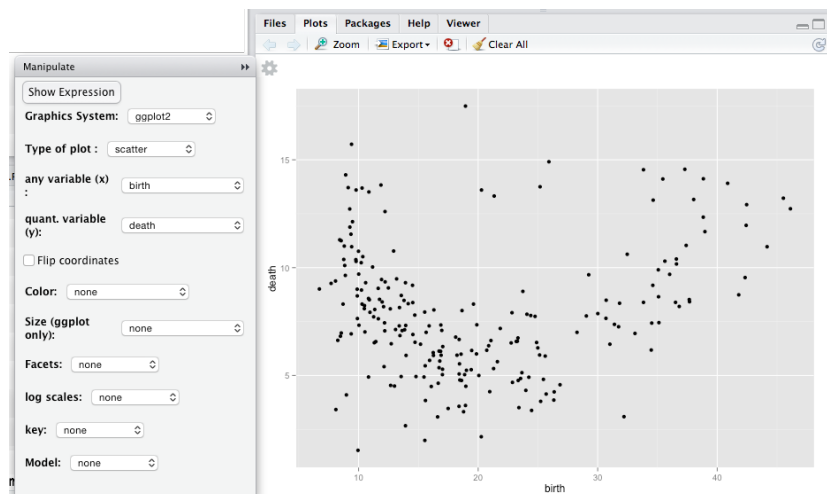 Files Plots Packages Help Viewer
Zoom Export Clear All
Manipulate
Show Expression
Graphics System: ggplot2
Type of plot : scatter
any variable (x)
: birth
quant. variable
(y): death
Flip coordinates
Color: none
Size (ggplot
only): none
Facets: none
log scales: none
key: none
Model: none
death
15
10
5
10 20 30 40
birth